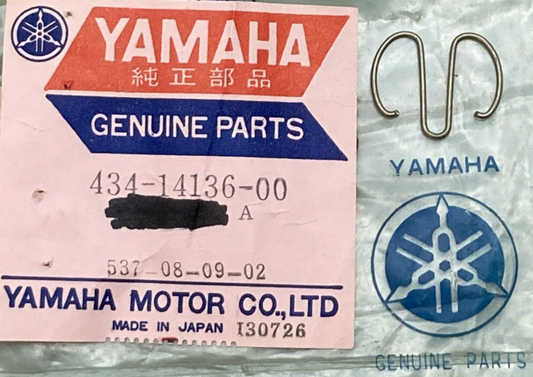 YAMAHA
純正部品
GENUINE PARTS
434-14136-00
A
537-08-09-02
YAMAHA MOTOR CO.,LTD
MADE IN JAPAN I30726
YAMAHA
GENUINE PARTS